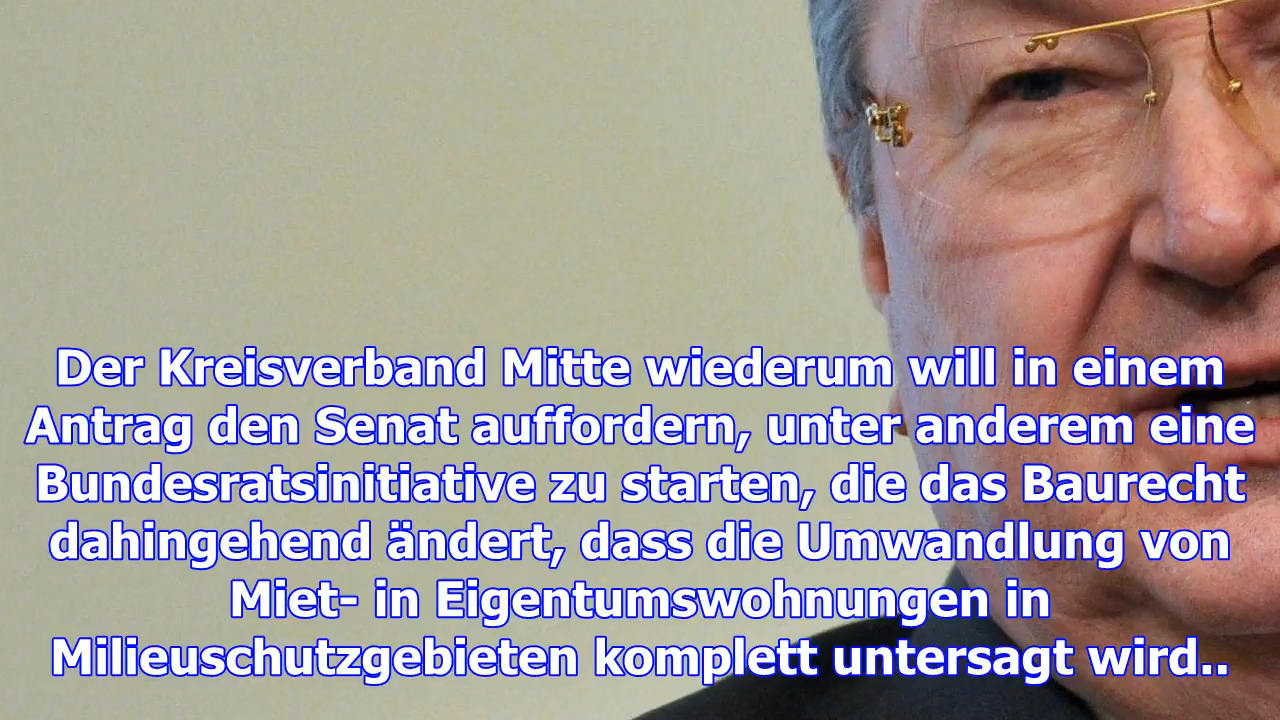 Der Kreisverband Mitte wiederum will in einem
Antrag den Senat auffordern, unter anderem eine
Bundesratsinitiative zu starten, die das Baurecht
dahingehend ändert, dass die Umwandlung von
Miet- in Eigentumswohnungen in
Milieuschutzgebieten komplett untersagt wird..